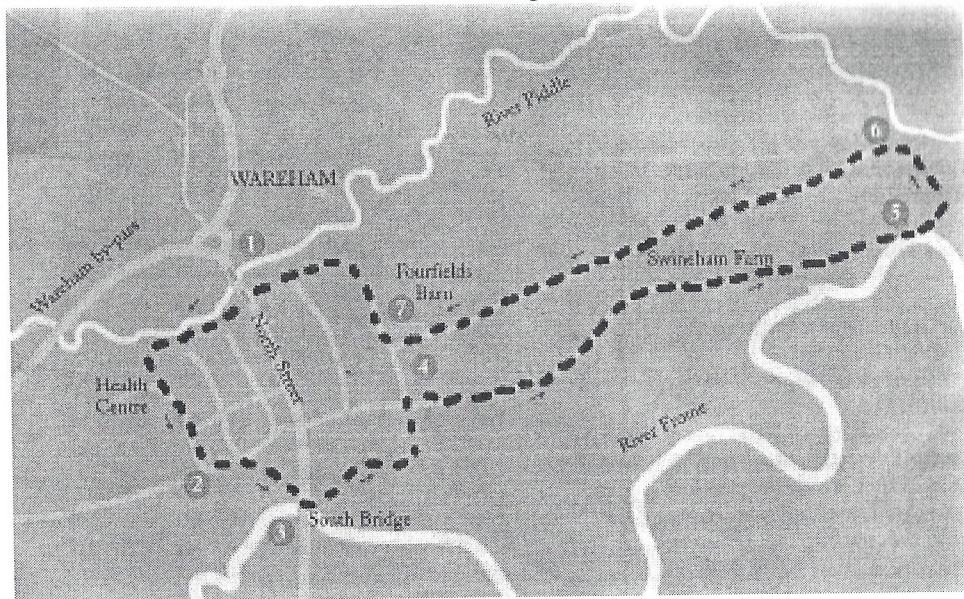 River Piddle
6
WAREHAM
5
1
Wareham by-pass
Swineham Farm
Fourfields
Barn
7
North Street
4
Health
Centre
River Frome
2
South Bridge
3